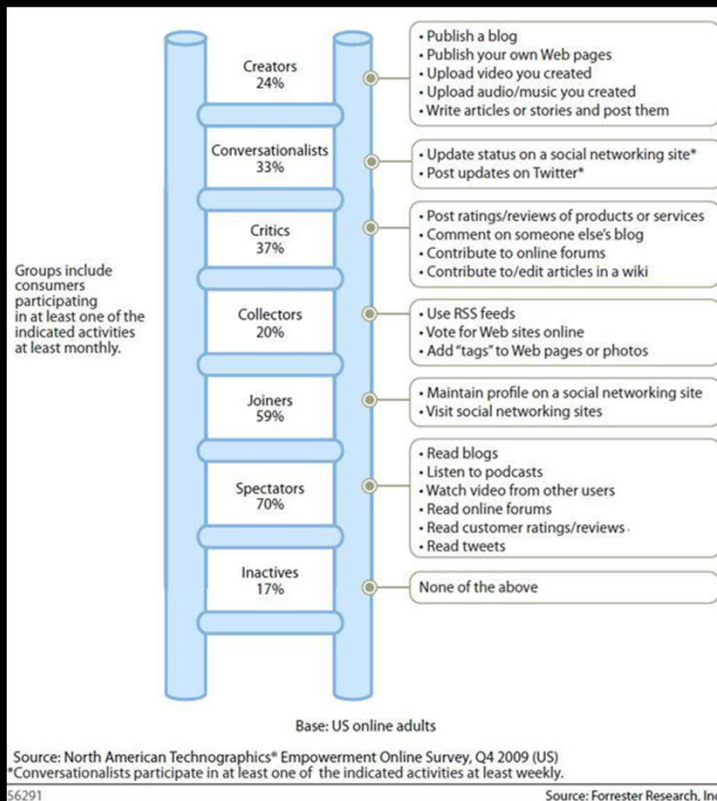 Creators
24%
• Publish a blog
• Publish your own Web pages
• Upload video you created
• Upload audio/music you created
• Write articles or stories and post them
Conversationalists
33%
• Update status on a social networking site*
• Post updates on Twitter*
Critics
37%
• Post ratings/reviews of products or services
• Comment on someone else's blog
• Contribute to online forums
• Contribute to/edit articles in a wiki
Groups include
consumers
participating
in at least one of the
indicated activities
at least monthly.
Collectors
20%
• Use RSS feeds
• Vote for Web sites online
• Add "tags" to Web pages or photos
Joiners
59%
• Maintain profile on a social networking site
• Visit social networking sites
Spectators
70%
• Read blogs
• Listen to podcasts
• Watch video from other users
• Read online forums
• Read customer ratings/reviews
• Read tweets
Inactives
17%
None of the above
Base: US online adults
Source: North American Technographics® Empowerment Online Survey, Q4 2009 (US)
*Conversationalists participate in at least one of the indicated activities at least weekly.
56291
Source: Forrester Research, Inc